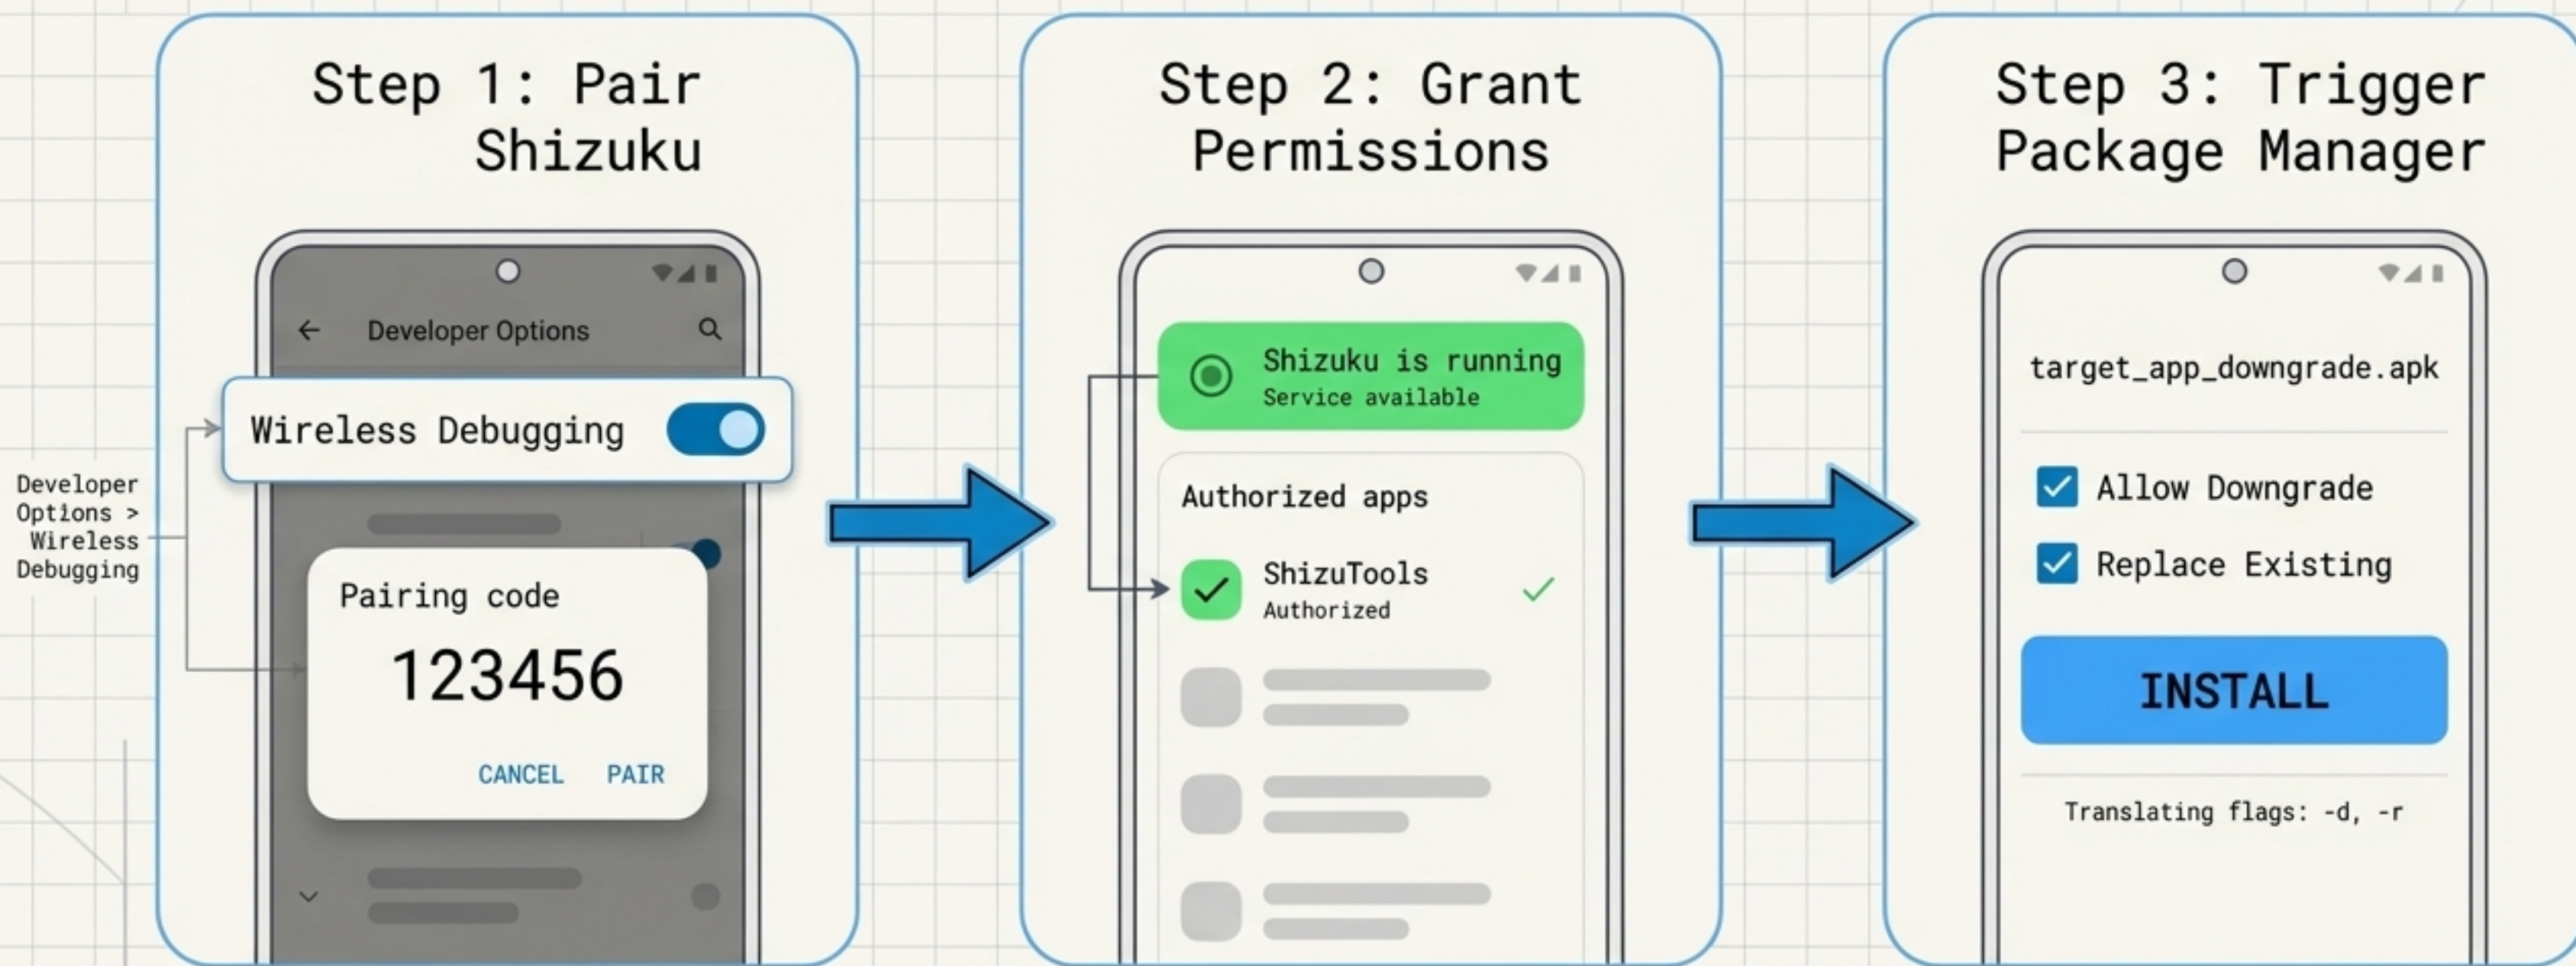 Step 1: Pair
Shizuku
Developer Options
Wireless Debugging
Developer
Options >
Wireless
Debugging
Pairing code
123456
CANCEL PAIR
Step 2: Grant
Permissions
Shizuku is running
Service available
Authorized apps
ShizuTools
Authorized
Step 3: Trigger
Package Manager
target_app_downgrade.apk
Allow Downgrade
Replace Existing
INSTALL
Translating flags: -d, -r